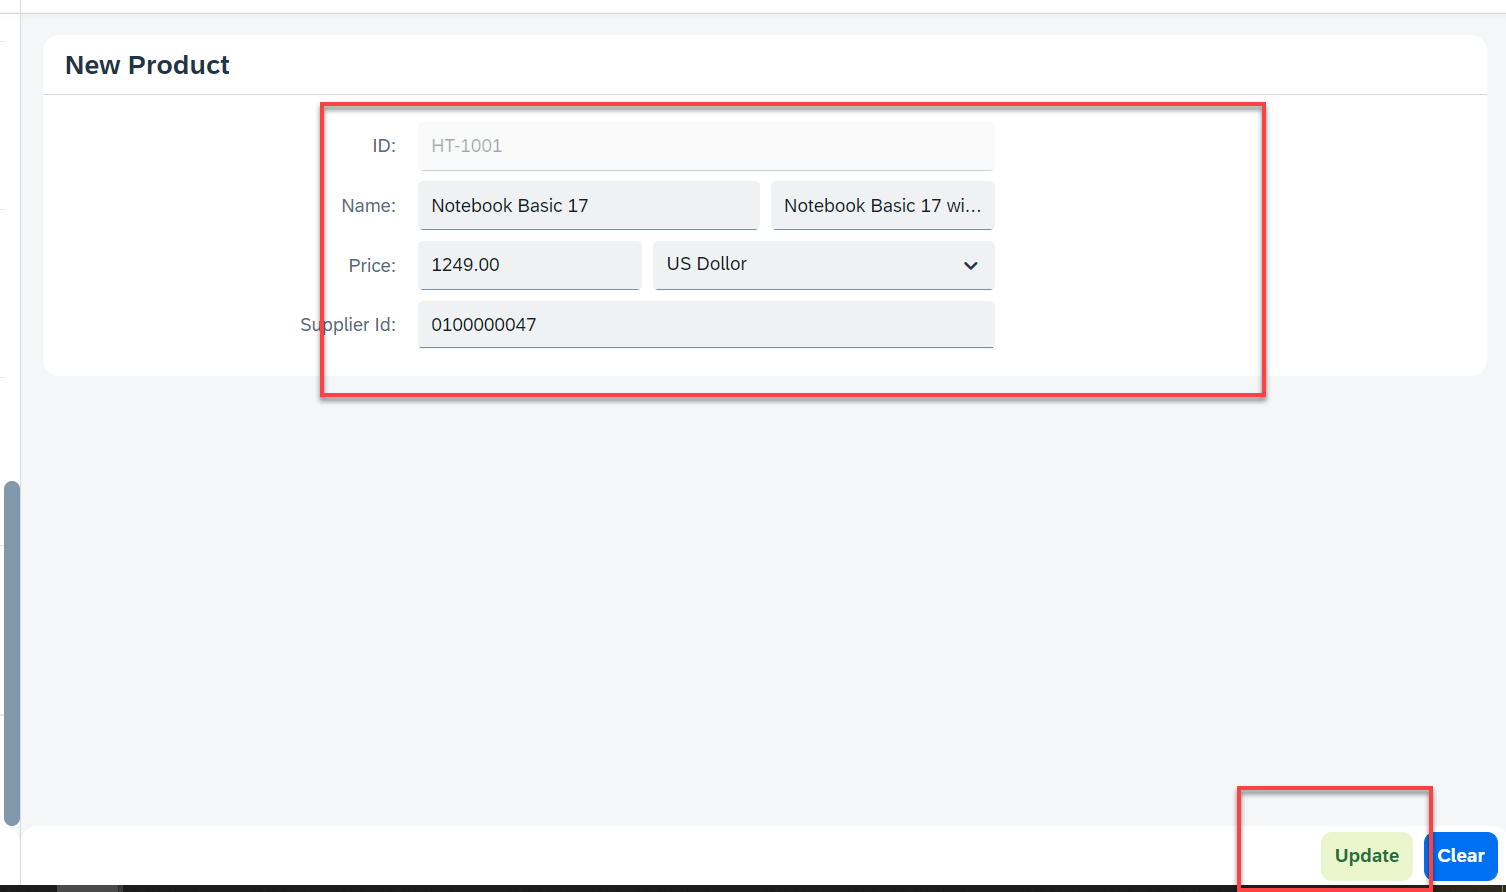 New Product
ID: HT-1001
Name: Notebook Basic 17 Notebook Basic 17 wi...
Price: 1249.00 US Dollor
Supplier Id: 0100000047
Update Clear